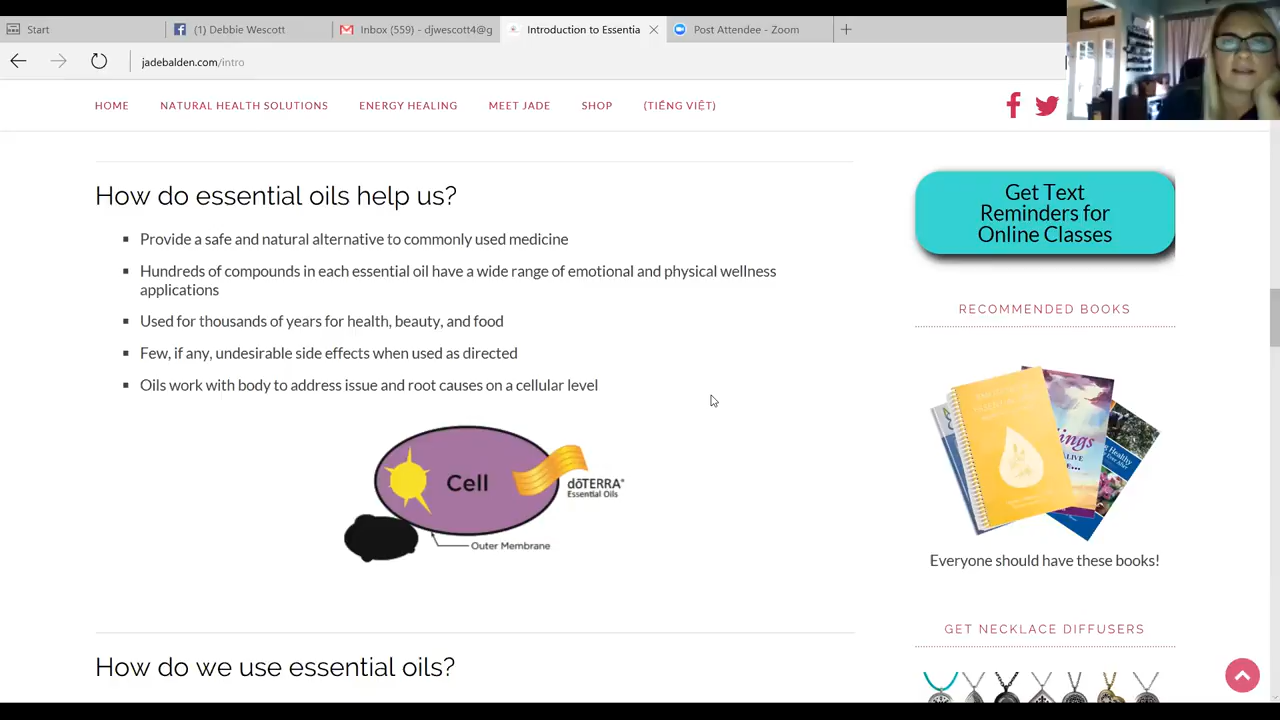 Start
(1) Debbie Wescott
Inbox (559) - djwescott4@g
Introduction to Essentia
Post Attendee - Zoom
jadebalden.com/intro
HOME
NATURAL HEALTH SOLUTIONS
ENERGY HEALING
MEET JADE
SHOP
(TIẾNG VIỆT)
How do essential oils help us?
Provide a safe and natural alternative to commonly used medicine
Hundreds of compounds in each essential oil have a wide range of emotional and physical wellness
applications
Used for thousands of years for health, beauty, and food
Few, if any, undesirable side effects when used as directed
Oils work with body to address issue and root causes on a cellular level
Cell
dōTERRA®
Essential Oils
Outer Membrane
How do we use essential oils?
Get Text
Reminders for
Online Classes
RECOMMENDED BOOKS
Everyone should have these books!
GET NECKLACE DIFFUSERS